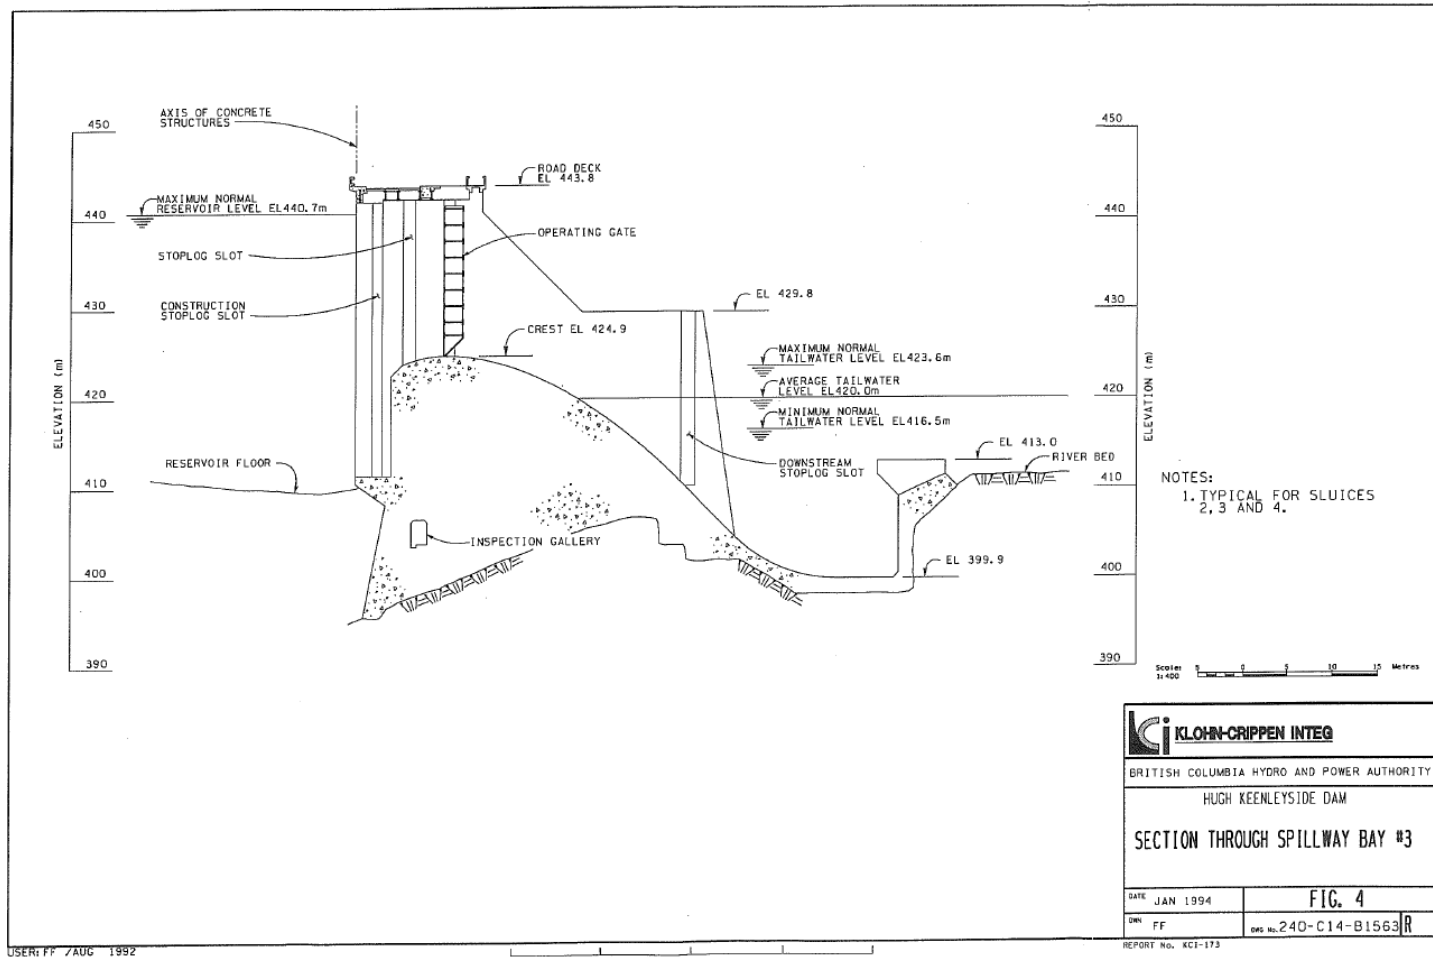 AXIS OF CONCRETE
STRUCTURES
450
450
ROAD DECK
EL 443.8
MAXIMUM NORMAL
RESERVOIR LEVEL EL440.7m
440
440
OPERATING GATE
STOPLOG SLOT
EL 429.8
CONSTRUCTION
STOPLOG SLOT
430
430
CREST EL 424.9
MAXIMUM NORMAL
TAILWATER LEVEL EL423.6m
ELEVATION (m)
ELEVATION (m)
AVERAGE TAILWATER
LEVEL EL420.0m
420
420
MINIMUM NORMAL
TAILWATER LEVEL EL416.5m
EL 413.0
RIVER BED
RESERVOIR FLOOR
DOWNSTREAM
STOPLOG SLOT
410
410
NOTES:
1. TYPICAL FOR SLUICES
2, 3 AND 4.
INSPECTION GALLERY
EL 399.9
400
400
390
390
Scale:
1:400
5 0 5 10 15 Metres
KCi KLOHN-CRIPPEN INTEG
BRITISH COLUMBIA HYDRO AND POWER AUTHORITY
HUGH KEENLEYSIDE DAM
SECTION THROUGH SPILLWAY BAY #3
DATE JAN 1994
FIG. 4
DWN FF
DWG No. 240-C14-B1563 R
REPORT No. KC1-173
USER: FF /AUG 1992